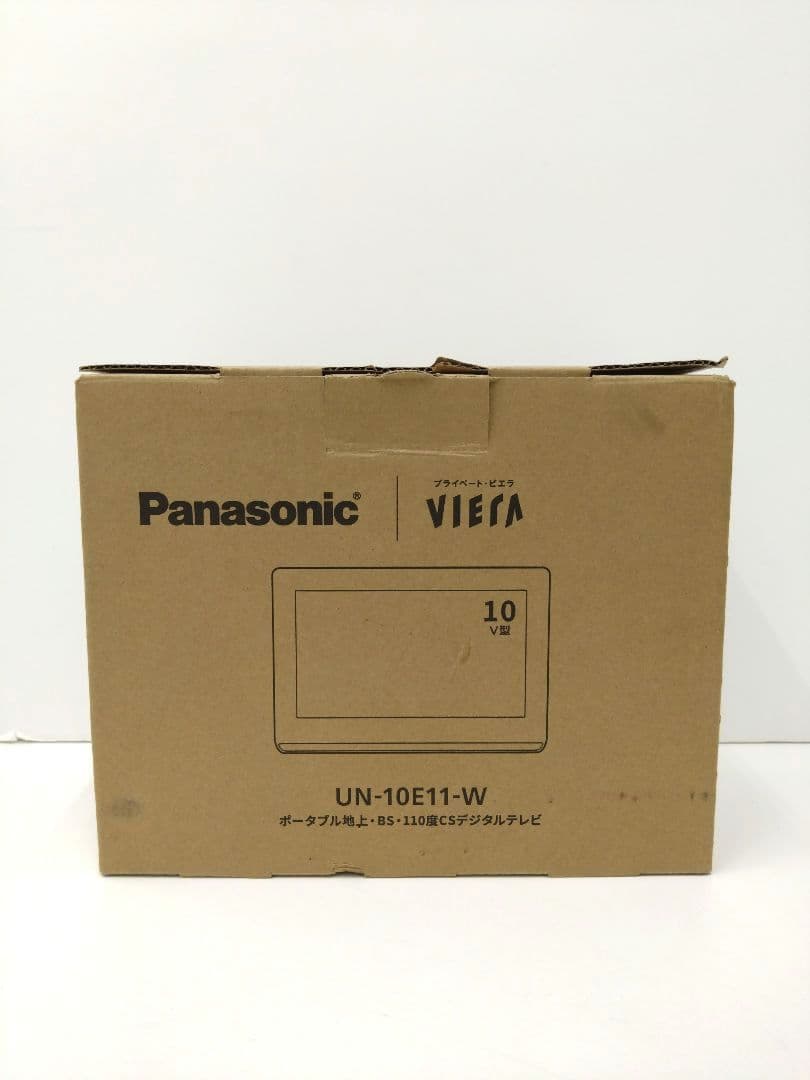 Panasonic®
プライベート・ビエラ
VIErA
10
V型
UN-10E11-W
ポータブル地上・BS・110度CSデジタルテレビ